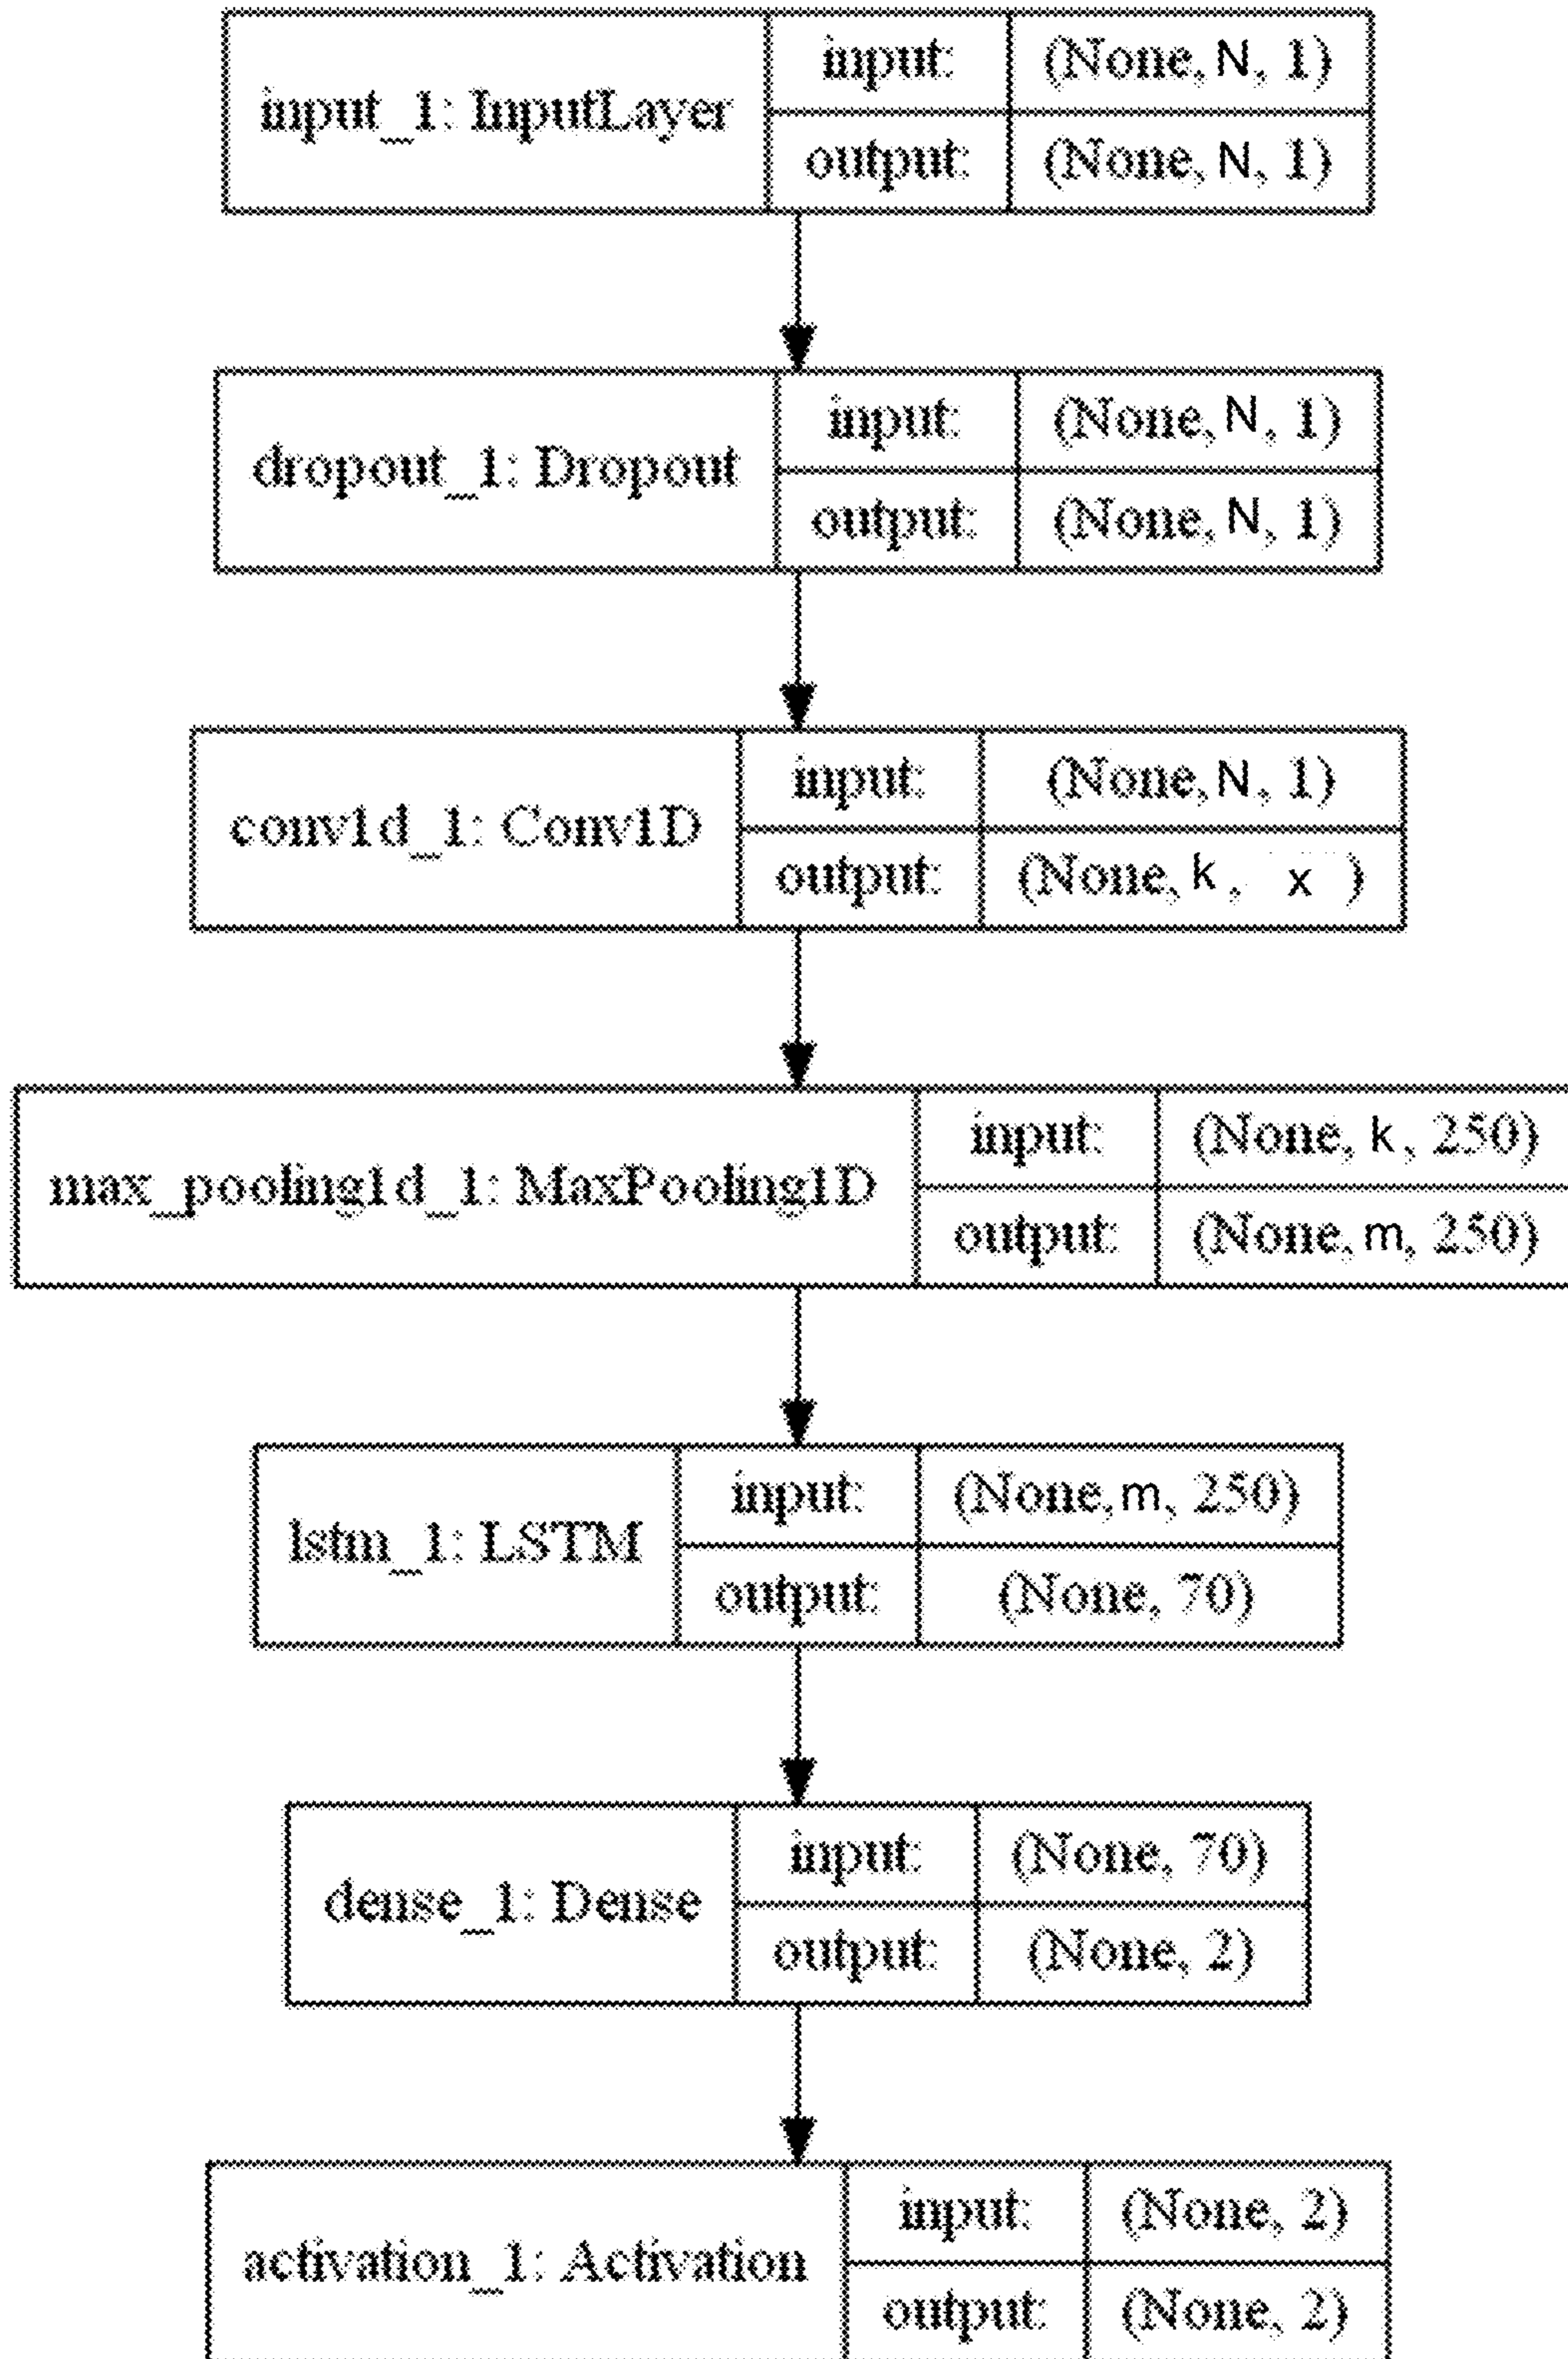 input_1: InputLayer
input: (None, N, 1)
output: (None, N, 1)
dropout_1: Dropout
input: (None, N, 1)
output: (None, N, 1)
conv1d_1: Conv1D
input: (None, N, 1)
output: (None, k, x )
max_pooling1d_1: MaxPooling1D
input: (None, k, 250)
output: (None, m, 250)
lstm_1: LSTM
input: (None, m, 250)
output: (None, 70)
dense_1: Dense
input: (None, 70)
output: (None, 2)
activation_1: Activation
input: (None, 2)
output: (None, 2)